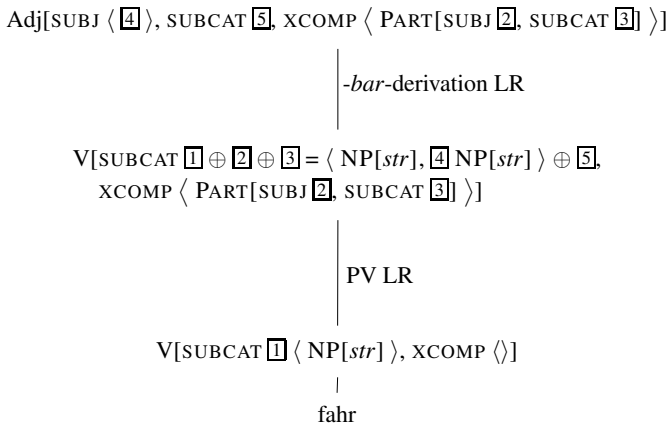 Adj[SUBJ ⟨ 4 ⟩, SUBCAT 5, XCOMP ⟨ PART[SUBJ 2, SUBCAT 3] ⟩]
-bar-derivation LR
V[SUBCAT 1 ⊕ 2 ⊕ 3 = ⟨ NP[str], 4 NP[str] ⟩ ⊕ 5,
XCOMP ⟨ PART[SUBJ 2, SUBCAT 3] ⟩]
PV LR
V[SUBCAT 1 ⟨ NP[str] ⟩, XCOMP ⟨⟩]
fahr